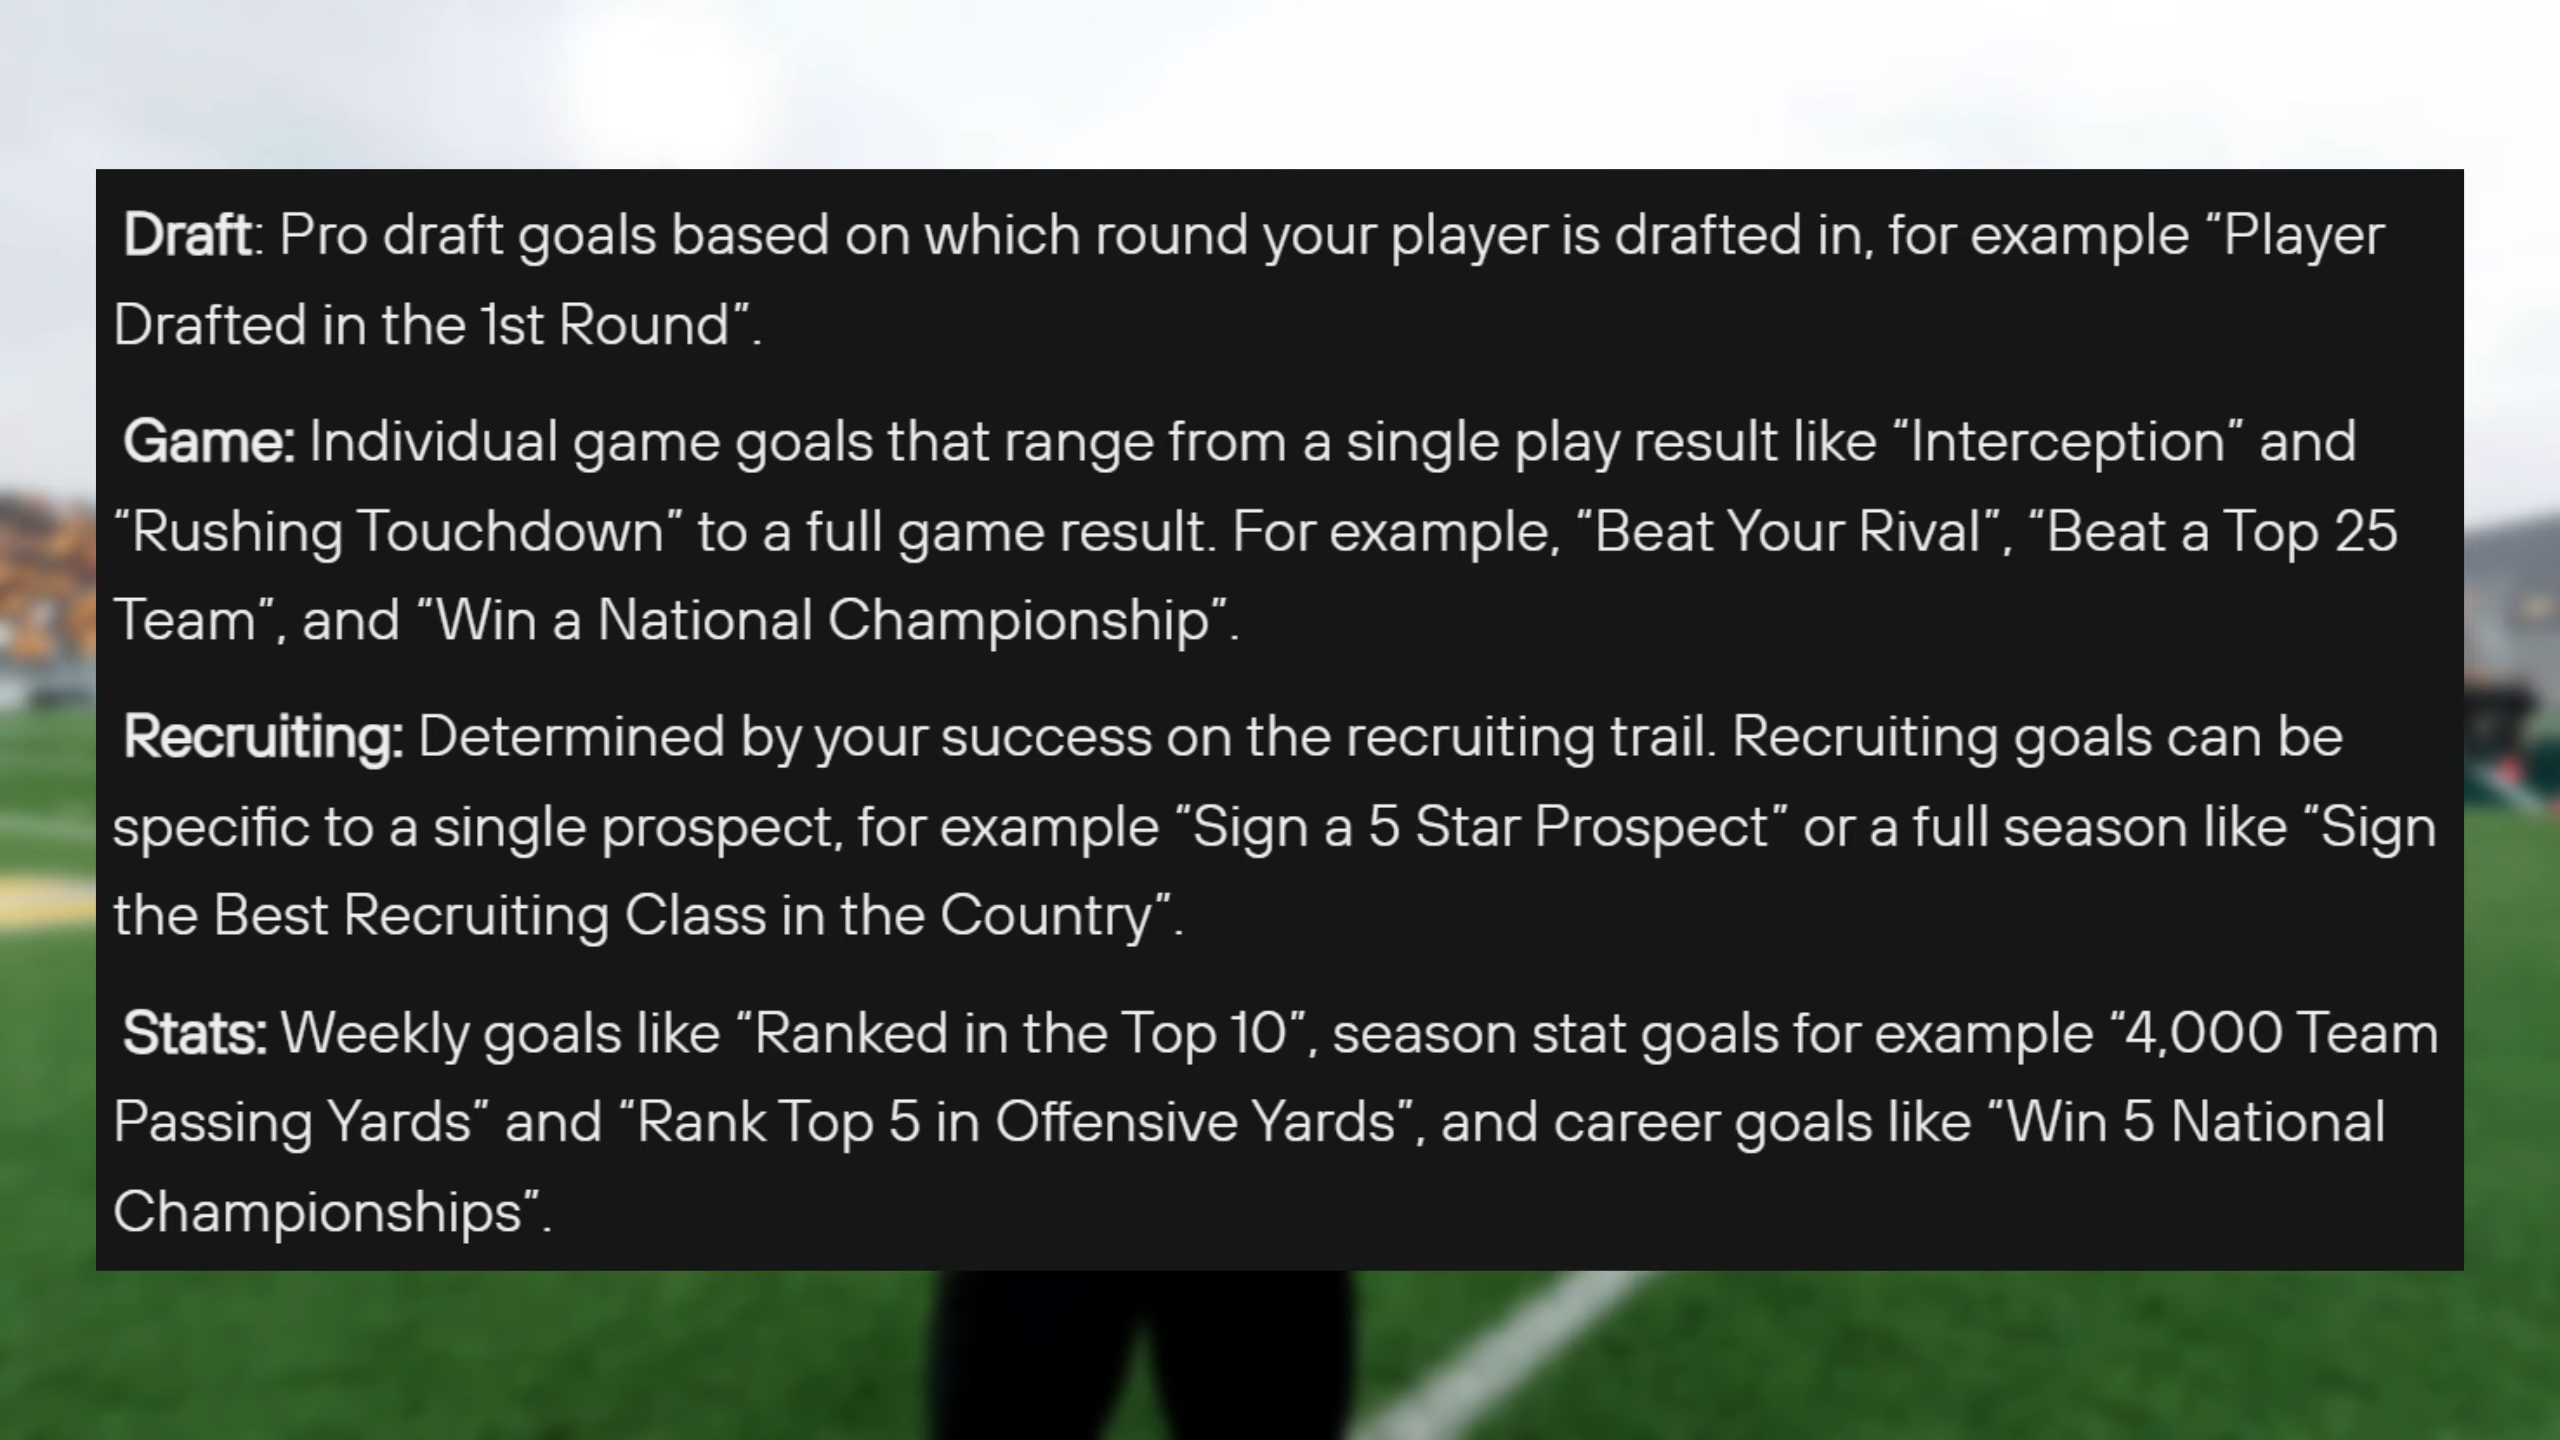 Draft: Pro draft goals based on which round your player is drafted in, for example “Player
Drafted in the 1st Round”.
Game: Individual game goals that range from a single play result like “Interception” and
“Rushing Touchdown” to a full game result. For example, “Beat Your Rival”, “Beat a Top 25
Team”, and “Win a National Championship”.
Recruiting: Determined by your success on the recruiting trail. Recruiting goals can be
specific to a single prospect, for example “Sign a 5 Star Prospect” or a full season like “Sign
the Best Recruiting Class in the Country”.
Stats: Weekly goals like “Ranked in the Top 10”, season stat goals for example “4,000 Team
Passing Yards” and “Rank Top 5 in Offensive Yards”, and career goals like “Win 5 National
Championships”.